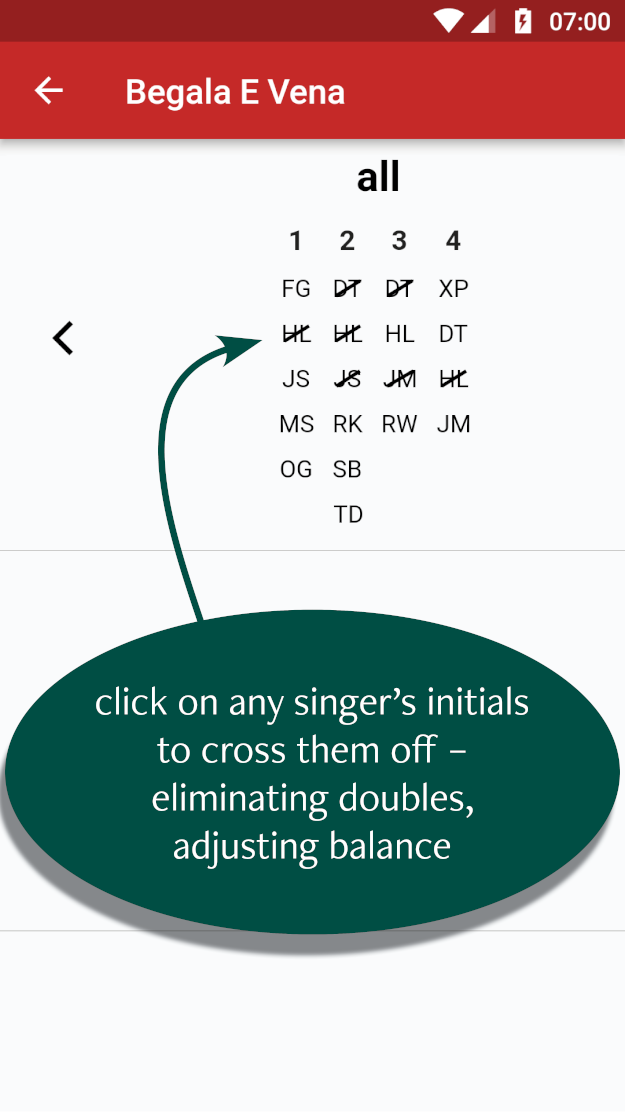 07:00
Begala E Vena
all
1 2 3 4
FG DT DT XP
HL HL HL DT
JS JS JM HL
MS RK RW JM
OG SB
TD
click on any singer’s initials
to cross them off –
eliminating doubles,
adjusting balance